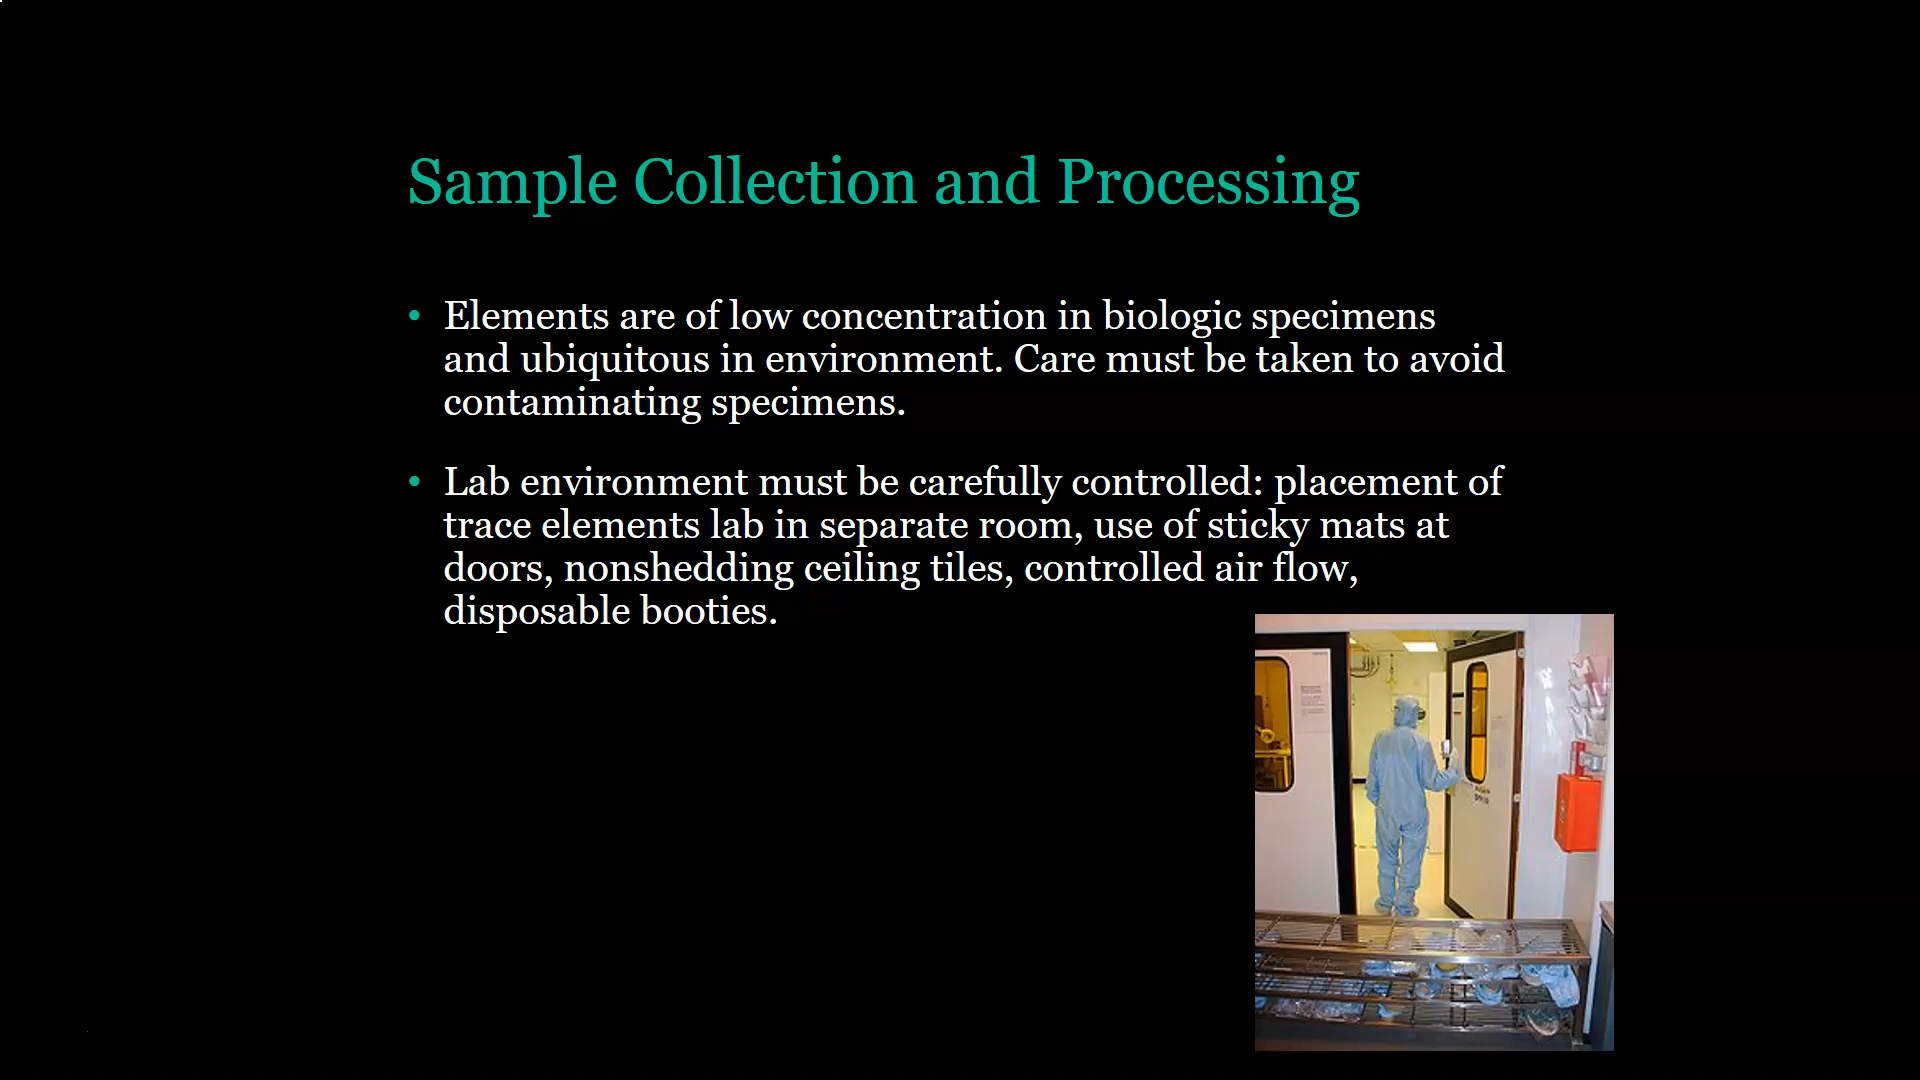 Sample Collection and Processing
• Elements are of low concentration in biologic specimens
and ubiquitous in environment. Care must be taken to avoid
contaminating specimens.
• Lab environment must be carefully controlled: placement of
trace elements lab in separate room, use of sticky mats at
doors, nonshedding ceiling tiles, controlled air flow,
disposable booties.